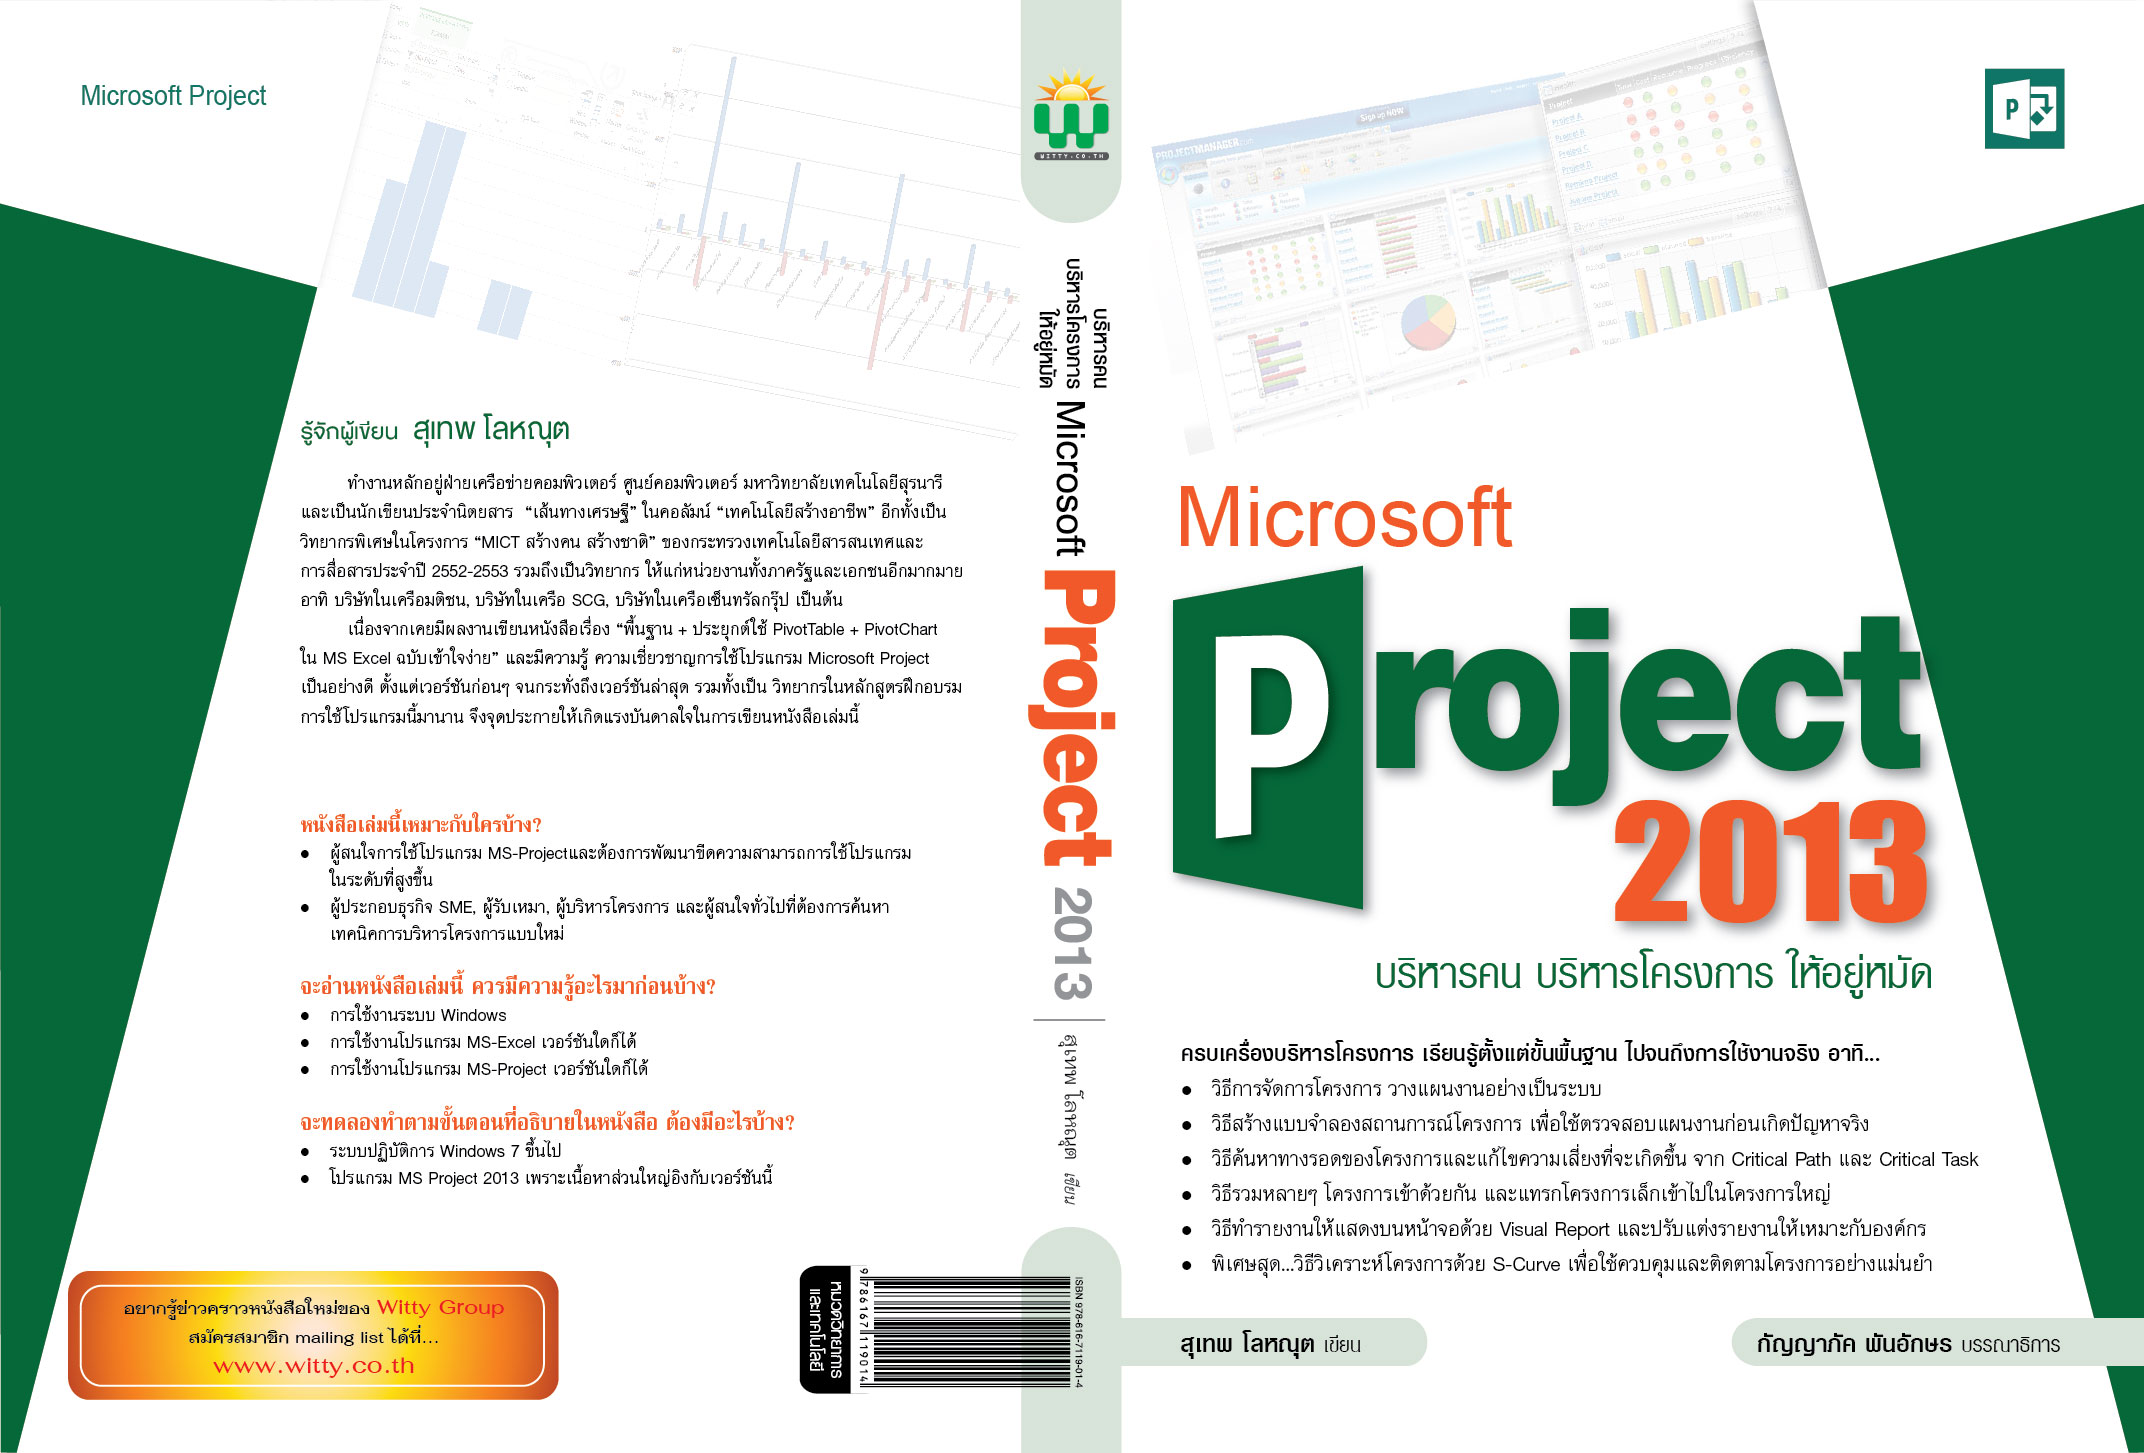 Microsoft Project
รู้จักผู้เขียน สุเทพ โลหณุต
ทำงานหลักอยู่ฝ่ายเครือข่ายคอมพิวเตอร์ ศูนย์คอมพิวเตอร์ มหาวิทยาลัยเทคโนโลยีสุรนารี
และเป็นนักเขียนประจำนิตยสาร “เส้นทางเศรษฐี” ในคอลัมน์ “เทคโนโลยีสร้างอาชีพ” อีกทั้งเป็น
วิทยากรพิเศษในโครงการ “MICT สร้างคน สร้างชาติ” ของกระทรวงเทคโนโลยีสารสนเทศและ
การสื่อสารประจำปี 2552-2553 รวมถึงเป็นวิทยากร ให้แก่หน่วยงานทั้งภาครัฐและเอกชนอีกมากมาย
อาทิ บริษัทในเครือมติชน, บริษัทในเครือ SCG, บริษัทในเครือเซ็นทรัลกรุ๊ป เป็นต้น
เนื่องจากเคยมีผลงานเขียนหนังสือเรื่อง “พื้นฐาน + ประยุกต์ใช้ PivotTable + PivotChart
ใน MS Excel ฉบับเข้าใจง่าย” และมีความรู้ ความเชี่ยวชาญการใช้โปรแกรม Microsoft Project
เป็นอย่างดี ตั้งแต่เวอร์ชันก่อนๆ จนกระทั่งถึงเวอร์ชันล่าสุด รวมทั้งเป็น วิทยากรในหลักสูตรฝึกอบรม
การใช้โปรแกรมนี้มานาน จึงจุดประกายให้เกิดแรงบันดาลใจในการเขียนหนังสือเล่มนี้
หนังสือเล่มนี้เหมาะกับใครบ้าง?
● ผู้สนใจการใช้โปรแกรม MS-Projectและต้องการพัฒนาขีดความสามารถการใช้โปรแกรม
ในระดับที่สูงขึ้น
● ผู้ประกอบธุรกิจ SME, ผู้รับเหมา, ผู้บริหารโครงการ และผู้สนใจทั่วไปที่ต้องการค้นหา
เทคนิคการบริหารโครงการแบบใหม่
จะอ่านหนังสือเล่มนี้ ควรมีความรู้อะไรมาก่อนบ้าง?
● การใช้งานระบบ Windows
● การใช้งานโปรแกรม MS-Excel เวอร์ชันใดก็ได้
● การใช้งานโปรแกรม MS-Project เวอร์ชันใดก็ได้
จะทดลองทำตามขั้นตอนที่อธิบายในหนังสือ ต้องมีอะไรบ้าง?
● ระบบปฏิบัติการ Windows 7 ขึ้นไป
● โปรแกรม MS Project 2013 เพราะเนื้อหาส่วนใหญ่อิงกับเวอร์ชันนี้
อยากรู้ข่าวคราวหนังสือใหม่ของ Witty Group
สมัครสมาชิก mailing list ได้ที่...
www.witty.co.th
หมวดวิทยาการ
และเทคโนโลยี
9 786167 119014
ISBN 978-616-7119-01-4
W
WITTY.CO.TH
บริหารคน
บริหารโครงการ
ให้อยู่หมัด
Microsoft Project 2013
สุเทพ โลหณุต เขียน
PROJECTMANAGER.com
Sign up NOW
Project A
Project C
Project D
P
Microsoft
Project
2013
บริหารคน บริหารโครงการ ให้อยู่หมัด
ครบเครื่องบริหารโครงการ เรียนรู้ตั้งแต่ขั้นพื้นฐาน ไปจนถึงการใช้งานจริง อาทิ...
● วิธีการจัดการโครงการ วางแผนงานอย่างเป็นระบบ
● วิธีสร้างแบบจำลองสถานการณ์โครงการ เพื่อใช้ตรวจสอบแผนงานก่อนเกิดปัญหาจริง
● วิธีค้นหาทางรอดของโครงการและแก้ไขความเสี่ยงที่จะเกิดขึ้น จาก Critical Path และ Critical Task
● วิธีรวมหลายๆ โครงการเข้าด้วยกัน และแทรกโครงการเล็กเข้าไปในโครงการใหญ่
● วิธีทำรายงานให้แสดงบนหน้าจอด้วย Visual Report และปรับแต่งรายงานให้เหมาะกับองค์กร
● พิเศษสุด...วิธีวิเคราะห์โครงการด้วย S-Curve เพื่อใช้ควบคุมและติดตามโครงการอย่างแม่นยำ
สุเทพ โลหณุต เขียน
กัญญาภัค พันอักษร บรรณาธิการ